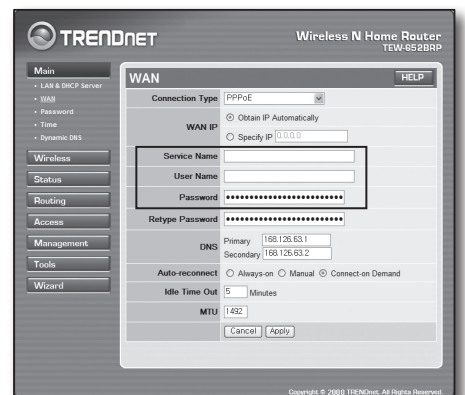 TRENDNET
Wireless N Home Router
TEW-652BRP
Main
LAN & DHCP Server
WAN
Password
Time
Dynamic DNS
Wireless
Status
Routing
Access
Management
Tools
Wizard
WAN
HELP
Connection Type PPPoE
WAN IP
Obtain IP Automatically
Specify IP 0.0.0.0
Service Name
User Name
Password ••••••••••••••••••••••••
Retype Password ••••••••••••••••••••••••
DNS
Primary 168.126.63.1
Secondary 168.126.63.2
Auto-reconnect Always-on Manual Connect-on Demand
Idle Time Out 5 Minutes
MTU 1492
Cancel Apply
Copyright © 2000 TRENDnet. All Rights Reserved.